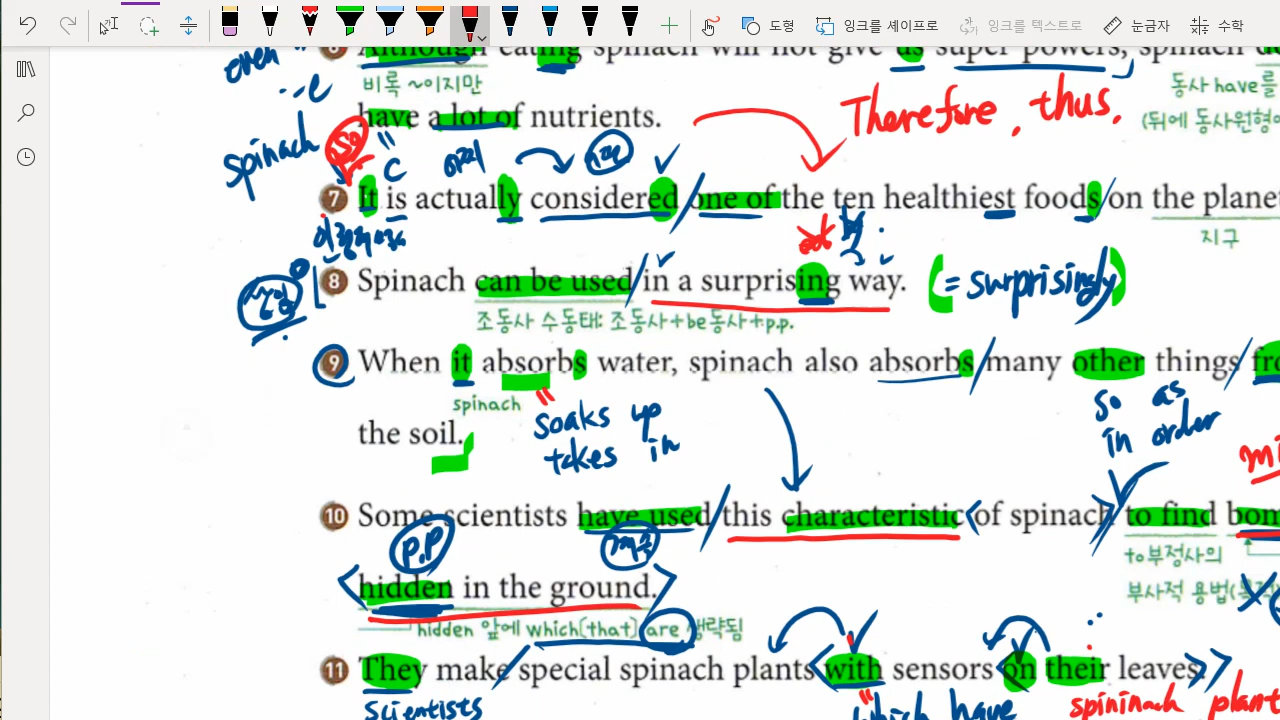 도형 잉크를 셰이프로 잉크를 텍스트로 눈금자 수학
even "
Although eating spinach will not give us super powers, spinach
비록 ~이지만
동사 have를
have a lot of nutrients.
Therefore, thus.
(뒤에 동사원형
spinach
So
7 It is actually considered / one of the ten healthiest foods / on the plane
지구
8 Spinach can be used / in a surprising way. (= surprisingly)
조동사 수동태: 조동사+be동사+p.p.
9 When it absorbs water, spinach also absorbs / many other things / fro
spinach
so as
soaks up
in order
the soil.
takes in
mi
10 Some scientists have used / this characteristic <of spinach> to find bom
p.p
to부정사의
<hidden in the ground.>
부사적 용법
hidden 앞에 which(that) are 생략됨
11 They make / special spinach plants <with sensors <on their leaves.>>
scientists
which have
spininach plant